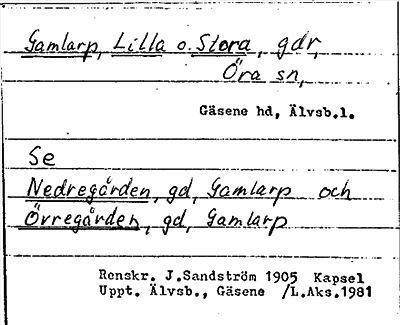 Gamlarp, Lilla o. Stora, gdr,
Öra sn,
Gäsene hd, Älvsb.l.
Se
Nedregården, gd, Gamlarp och
Övregården, gd, Gamlarp
Renskr. J.Sandström 1905 Kapsel
Uppt. Älvsb., Gäsene /L.Aks.1981